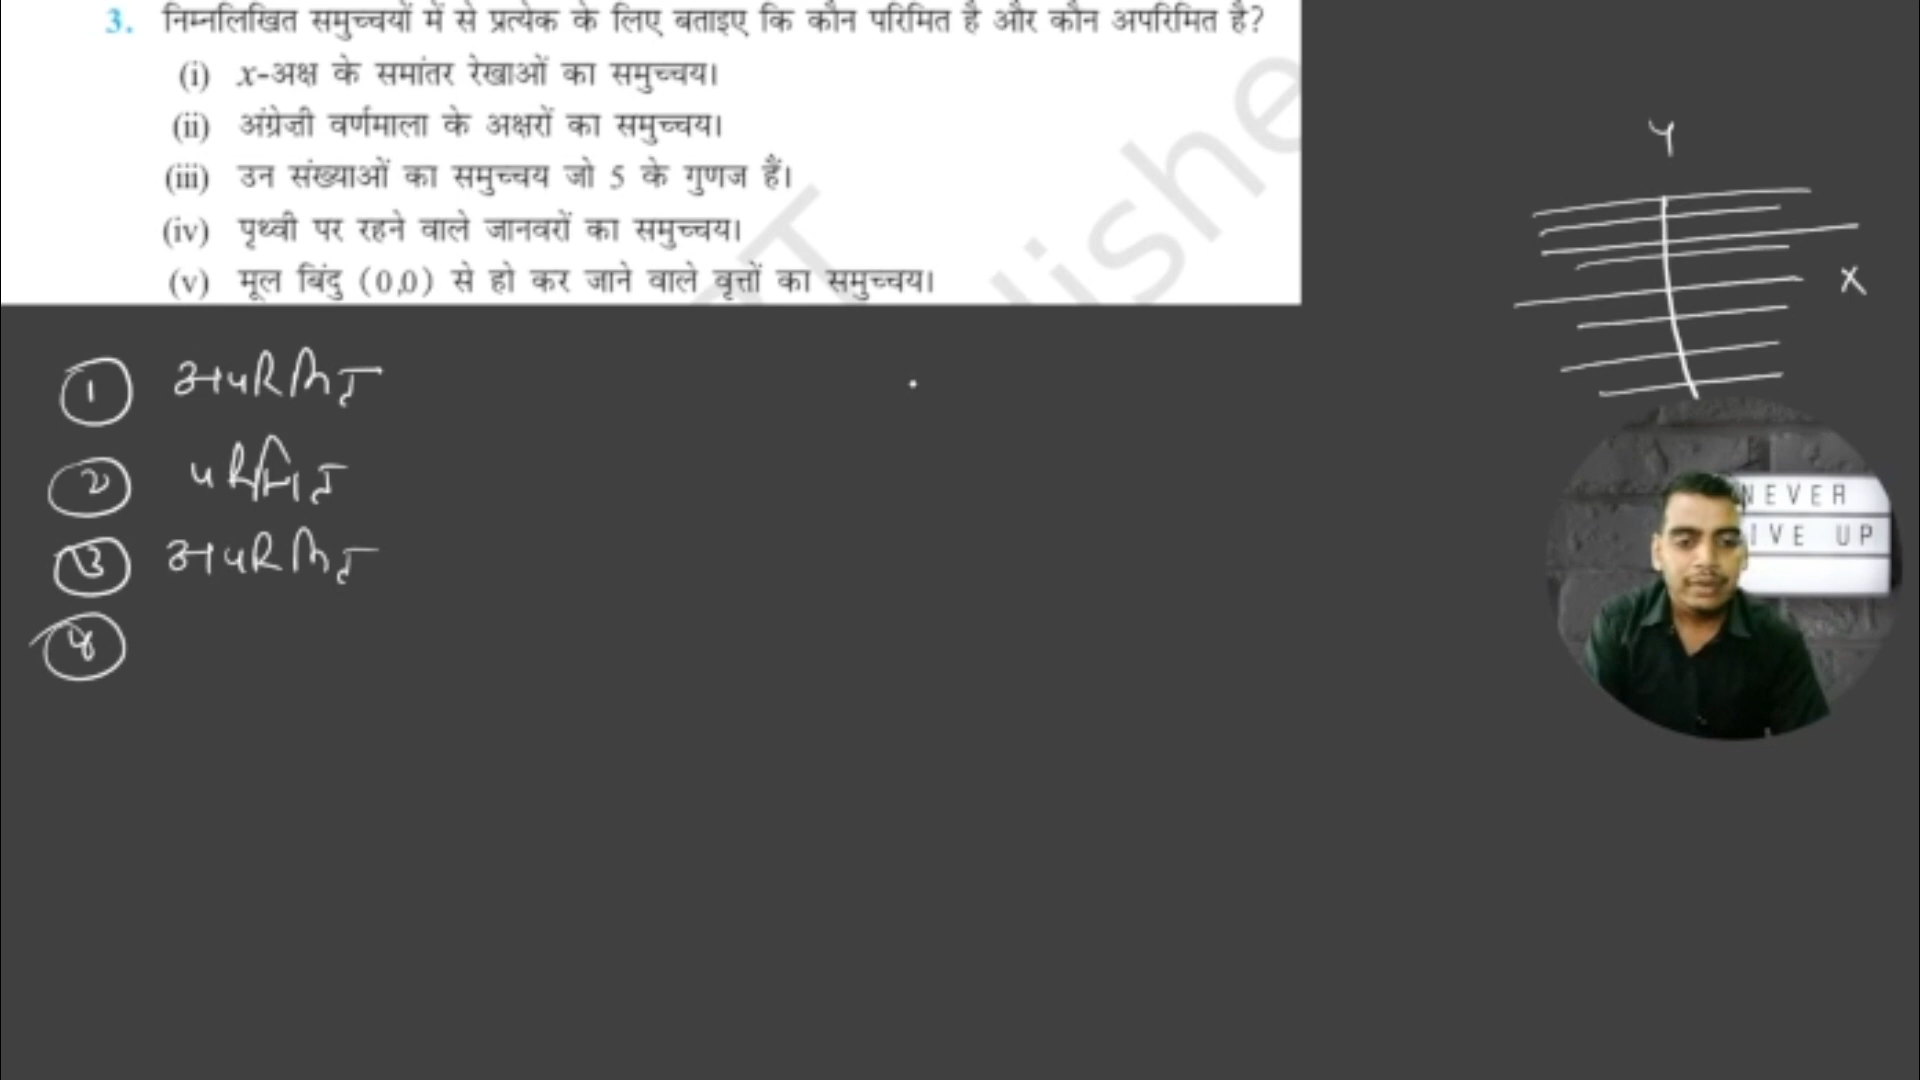 3. निम्नलिखित समुच्चयों में से प्रत्येक के लिए बताइए कि कौन परिमित है और कौन अपरिमित है?
(i) x-अक्ष के समांतर रेखाओं का समुच्चय।
(ii) अंग्रेज़ी वर्णमाला के अक्षरों का समुच्चय।
(iii) उन संख्याओं का समुच्चय जो 5 के गुणज हैं।
(iv) पृथ्वी पर रहने वाले जानवरों का समुच्चय।
(v) मूल बिंदु (0,0) से हो कर जाने वाले वृत्तों का समुच्चय।
y
x
1 अपरिमित
2 परिमित
3 अपरिमित
4
NEVER
IVE UP